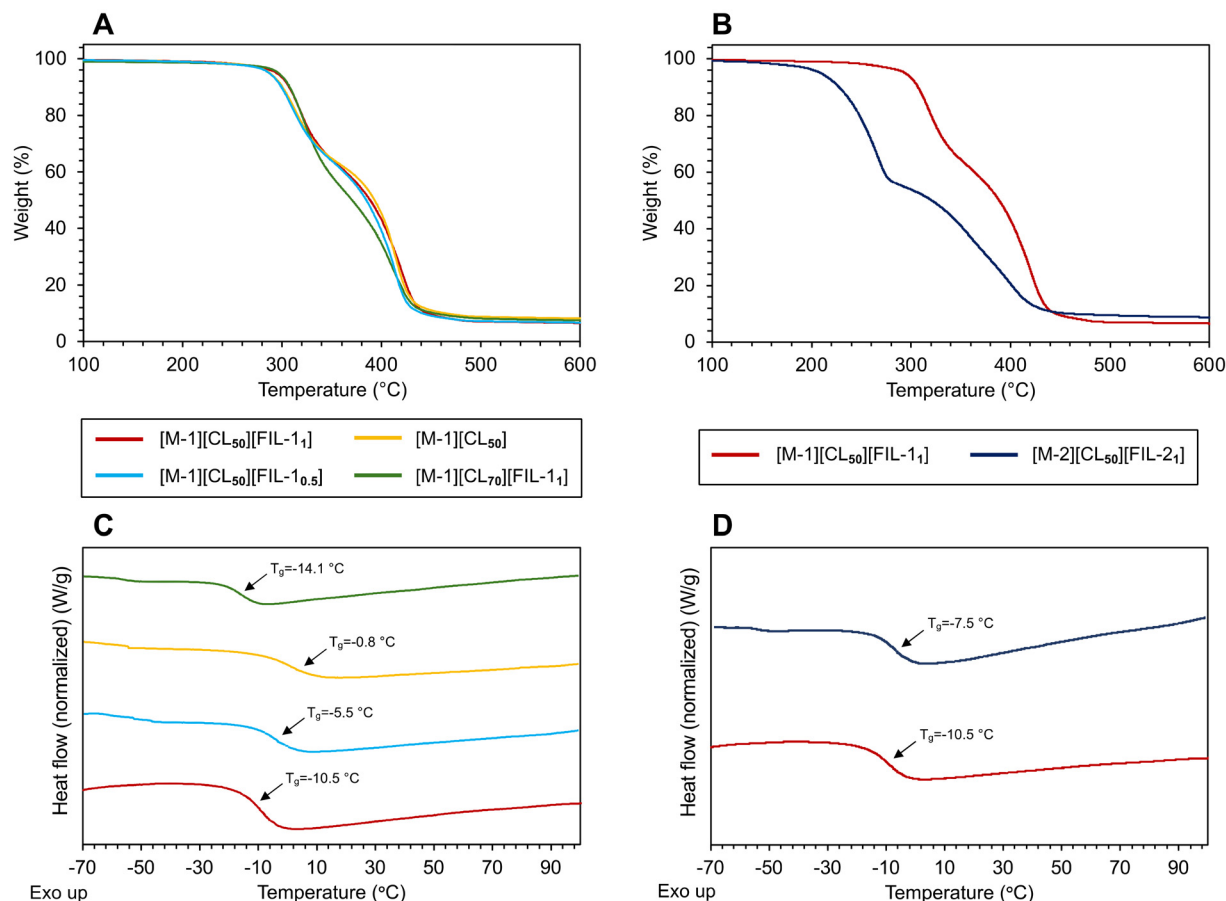 A
B
100
80
60
40
20
0
Weight (%)
100 200 300 400 500 600
Temperature (°C)
100
80
60
40
20
0
Weight (%)
100 200 300 400 500 600
Temperature (°C)
[M-1][CL₅₀][FIL-1₁] [M-1][CL₅₀]
[M-1][CL₅₀][FIL-1₀.₅] [M-1][CL₇₀][FIL-1₁]
[M-1][CL₅₀][FIL-1₁] [M-2][CL₅₀][FIL-2₁]
C
D
Heat flow (normalized) (W/g)
Tg=-14.1 °C
Tg=-0.8 °C
Tg=-5.5 °C
Tg=-10.5 °C
-70 -50 -30 -10 10 30 50 70 90
Exo up Temperature (°C)
Heat flow (normalized) (W/g)
Tg=-7.5 °C
Tg=-10.5 °C
-70 -50 -30 -10 10 30 50 70 90
Exo up Temperature (°C)